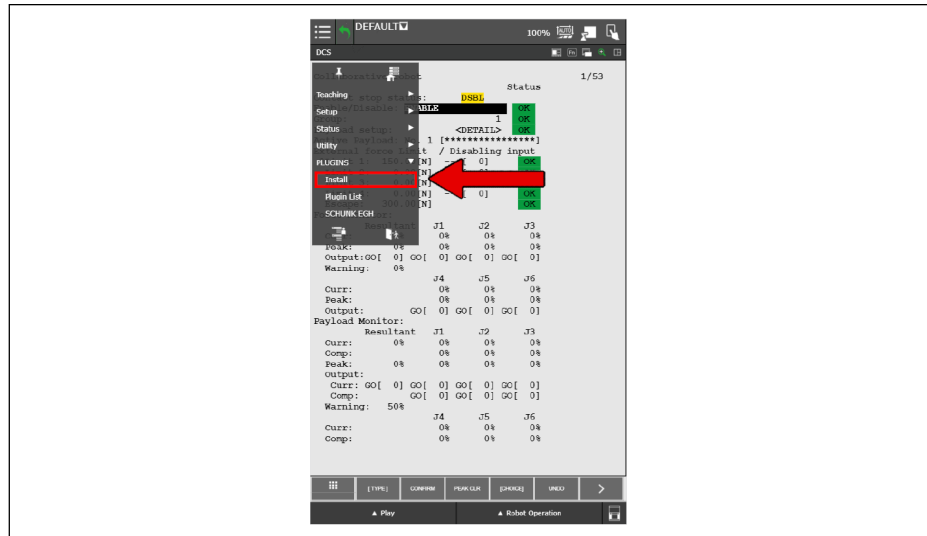 DEFAULT
100% AUTO
DCS
Fn
1/53
Status
Teaching
DSBL
Setup
OK
1 OK
Status
<DETAIL> OK
1 [****************]
Utility
Limit / Disabling input
PLUGINS
[N] --[ 0] OK
Install
Plugin List
[N] --[ 0] OK
[N] OK
SCHUNK EGH
J1 J2 J3
0% 0% 0%
Peak: 0% 0% 0% 0%
Output:GO[ 0] GO[ 0] GO[ 0] GO[ 0]
Warning: 0%
J4 J5 J6
Curr: 0% 0% 0%
Peak: 0% 0% 0%
Output: GO[ 0] GO[ 0] GO[ 0]
Payload Monitor:
Resultant J1 J2 J3
Curr: 0% 0% 0% 0%
Comp: 0% 0% 0%
Peak: 0% 0% 0% 0%
Output:
Curr: GO[ 0] GO[ 0] GO[ 0] GO[ 0]
Comp: GO[ 0] GO[ 0] GO[ 0]
Warning: 50%
J4 J5 J6
Curr: 0% 0% 0%
Comp: 0% 0% 0%
[TYPE] CONFIRM PEAK CLR [CHOICE] UNDO >
▲ Play ▲ Robot Operation